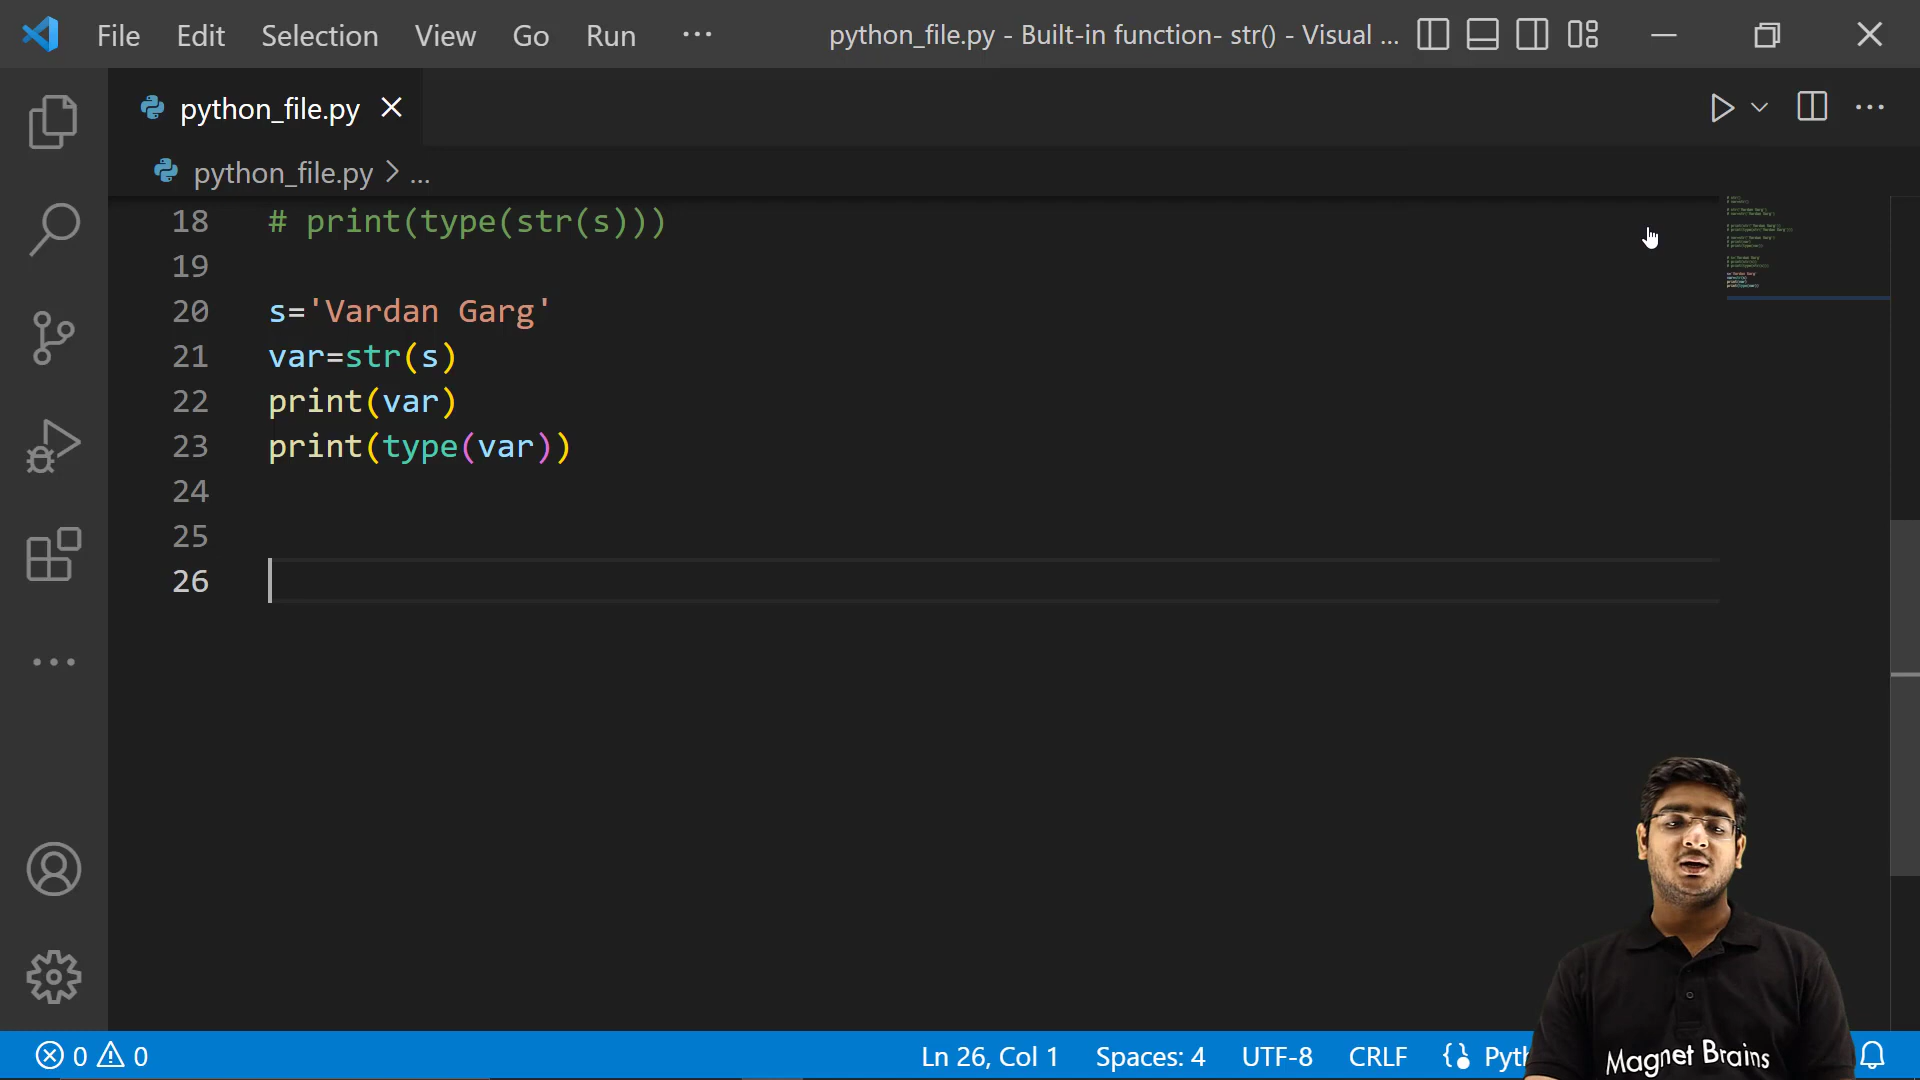 File Edit Selection View Go Run ··· python_file.py - Built-in function- str() - Visual ...
python_file.py
python_file.py > ...
18 # print(type(str(s)))
19
20 s='Vardan Garg'
21 var=str(s)
22 print(var)
23 print(type(var))
24
25
26
0 0 Ln 26, Col 1 Spaces: 4 UTF-8 CRLF Pyth
Magnet Brains